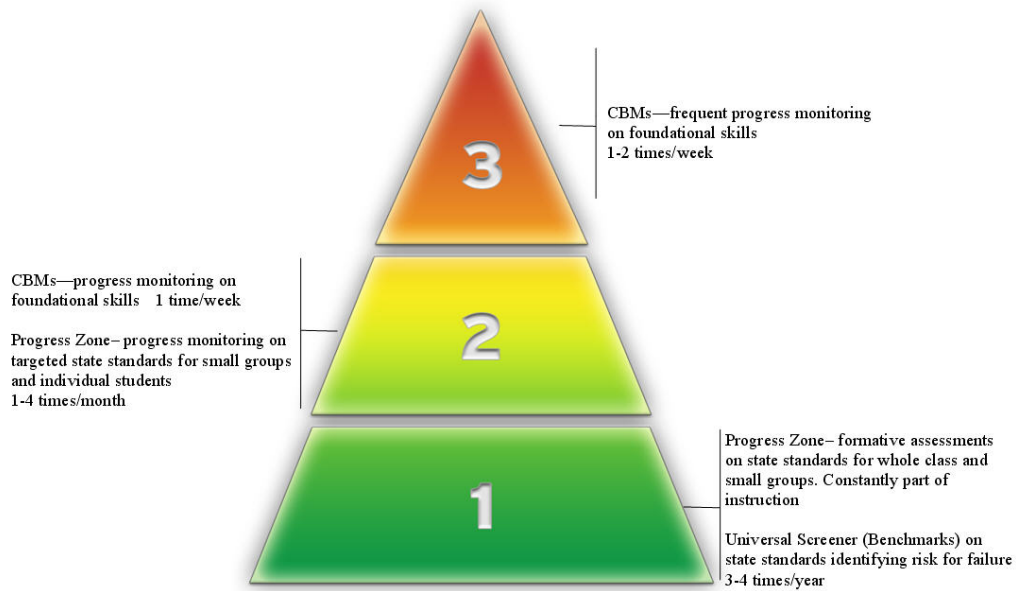 3
CBMs—frequent progress monitoring
on foundational skills
1-2 times/week
2
CBMs—progress monitoring on
foundational skills 1 time/week
Progress Zone– progress monitoring on
targeted state standards for small groups
and individual students
1-4 times/month
1
Progress Zone– formative assessments
on state standards for whole class and
small groups. Constantly part of
instruction
Universal Screener (Benchmarks) on
state standards identifying risk for failure
3-4 times/year